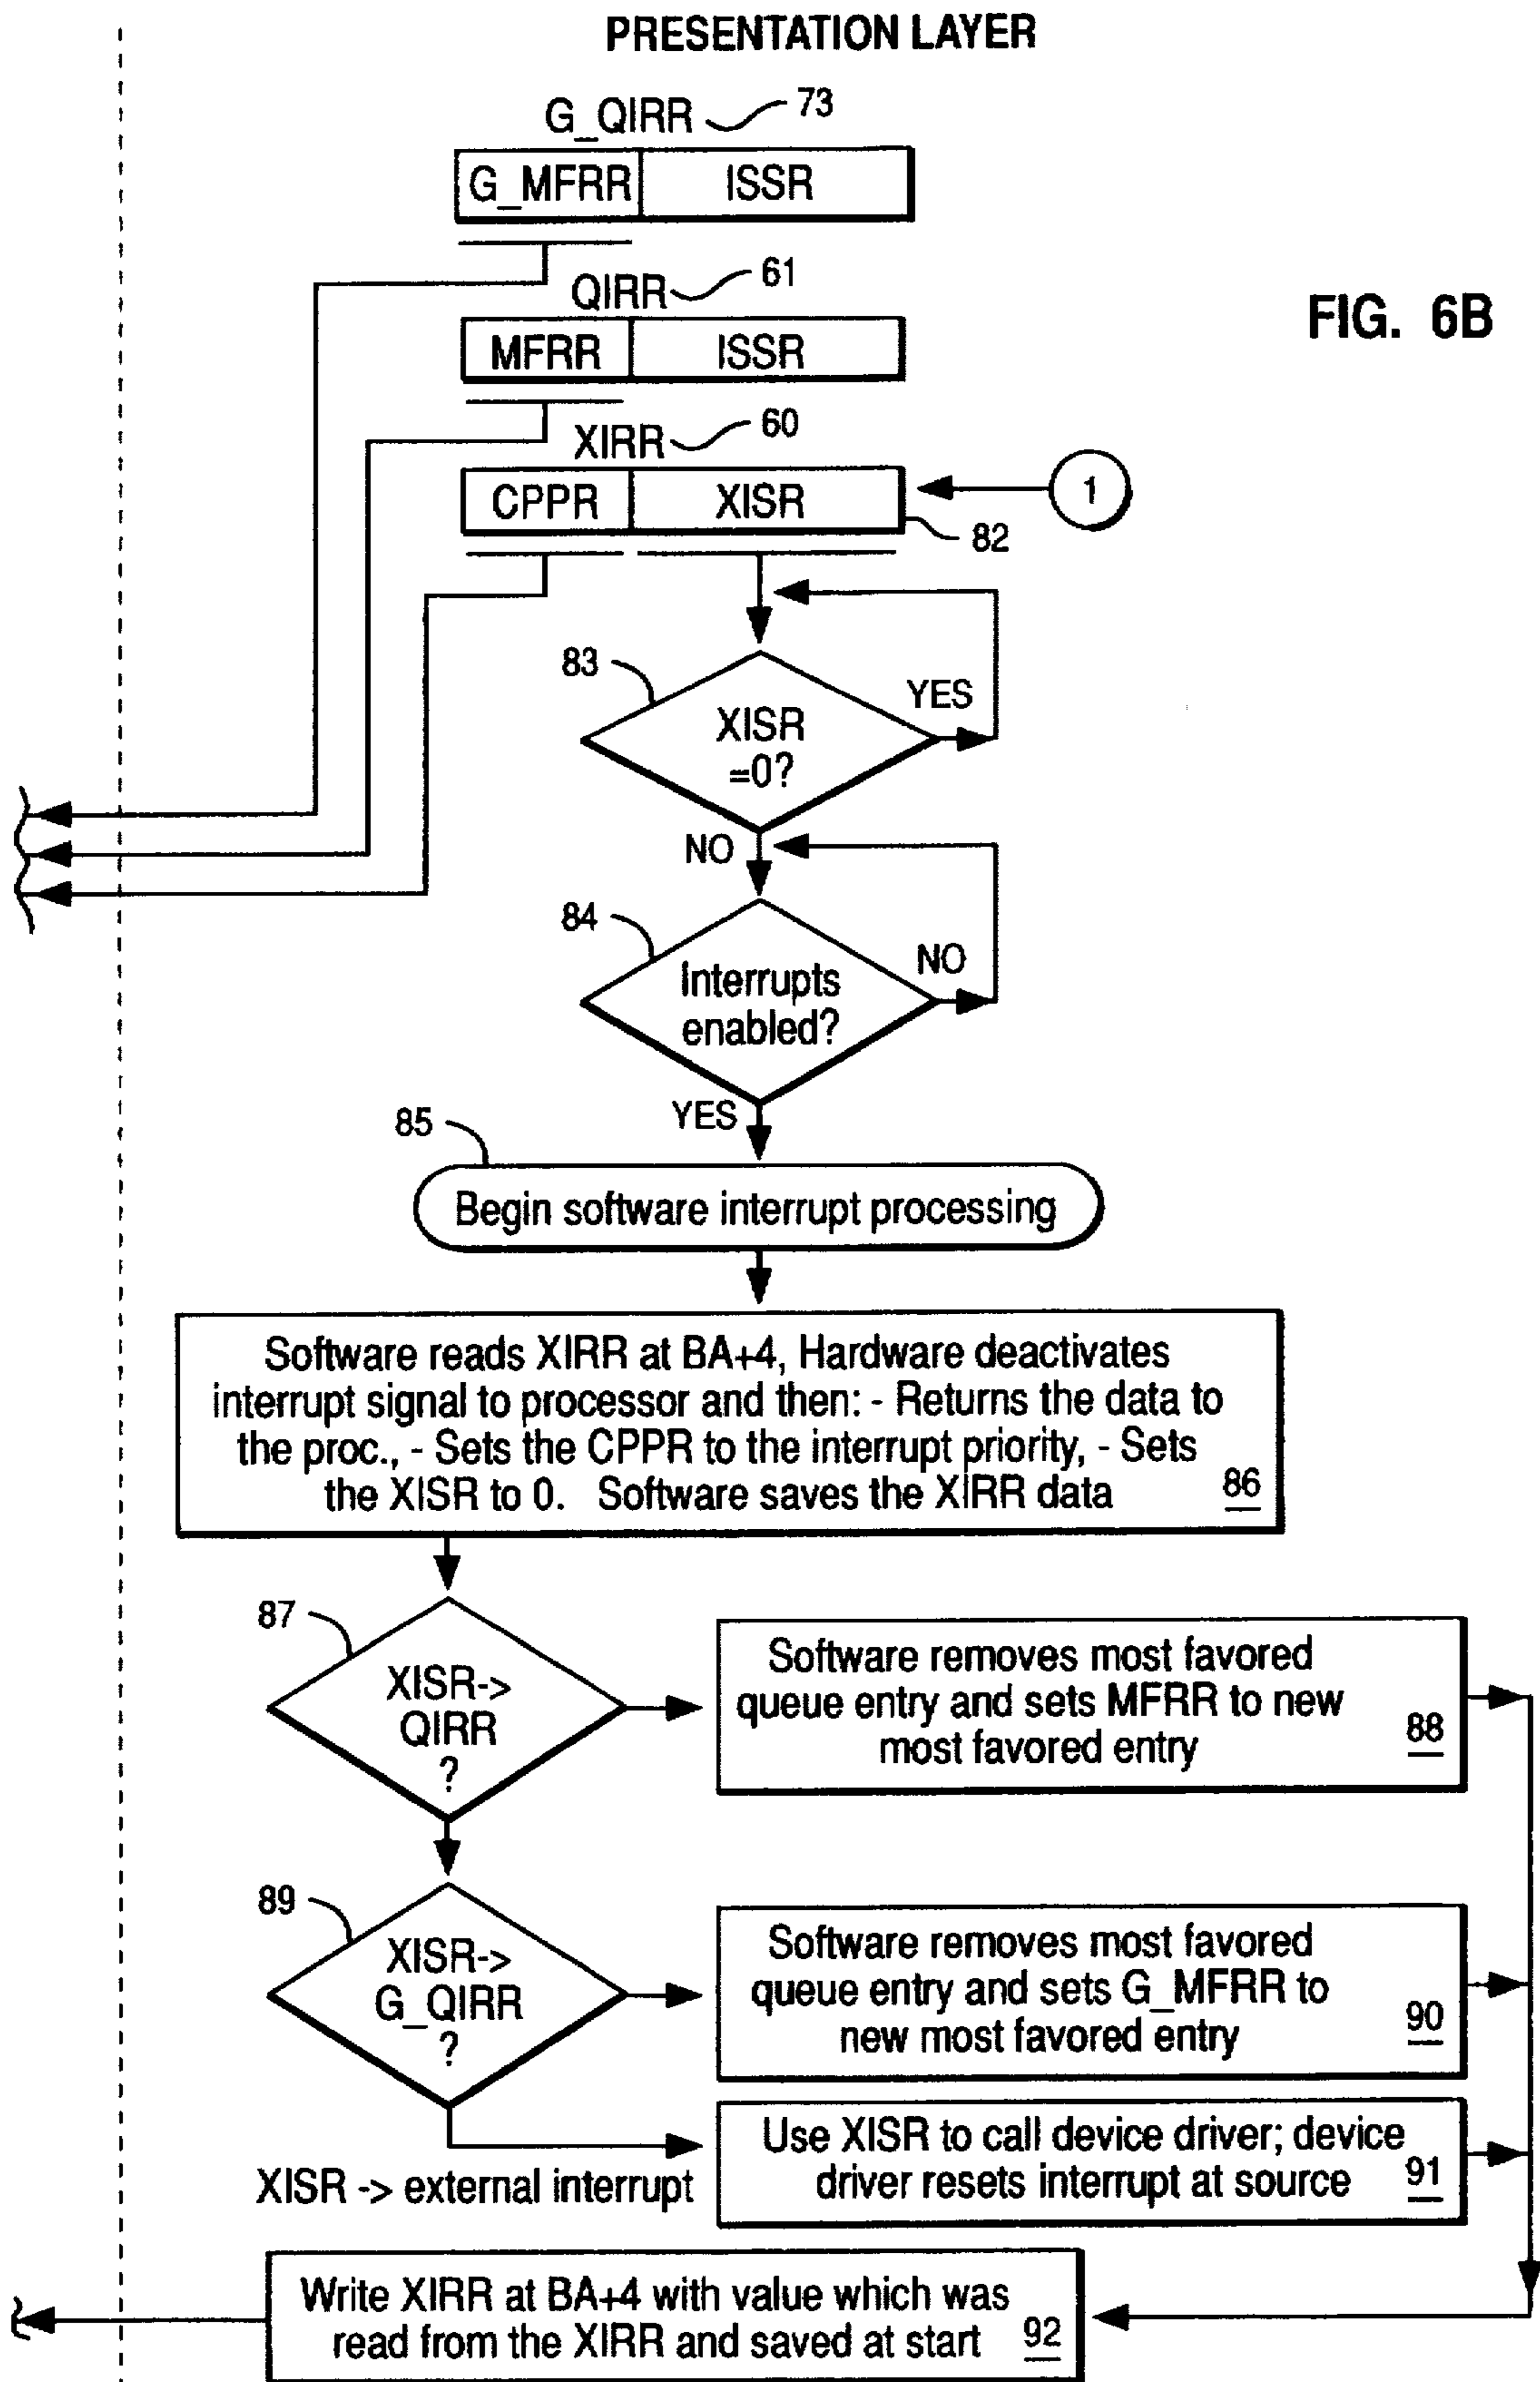 PRESENTATION LAYER
G_QIRR 73
G_MFRR ISSR
QIRR 61
FIG. 6B
MFRR ISSR
XIRR 60
CPPR XISR
1
82
83
YES
XISR
=0?
NO
84
NO
Interrupts
enabled?
YES
85
Begin software interrupt processing
Software reads XIRR at BA+4, Hardware deactivates
interrupt signal to processor and then: - Returns the data to
the proc., - Sets the CPPR to the interrupt priority, - Sets
the XISR to 0. Software saves the XIRR data 86
87
XISR->
QIRR
?
Software removes most favored
queue entry and sets MFRR to new
most favored entry 88
89
XISR->
G_QIRR
?
Software removes most favored
queue entry and sets G_MFRR to
new most favored entry 90
XISR -> external interrupt
Use XISR to call device driver; device
driver resets interrupt at source 91
Write XIRR at BA+4 with value which was
read from the XIRR and saved at start 92